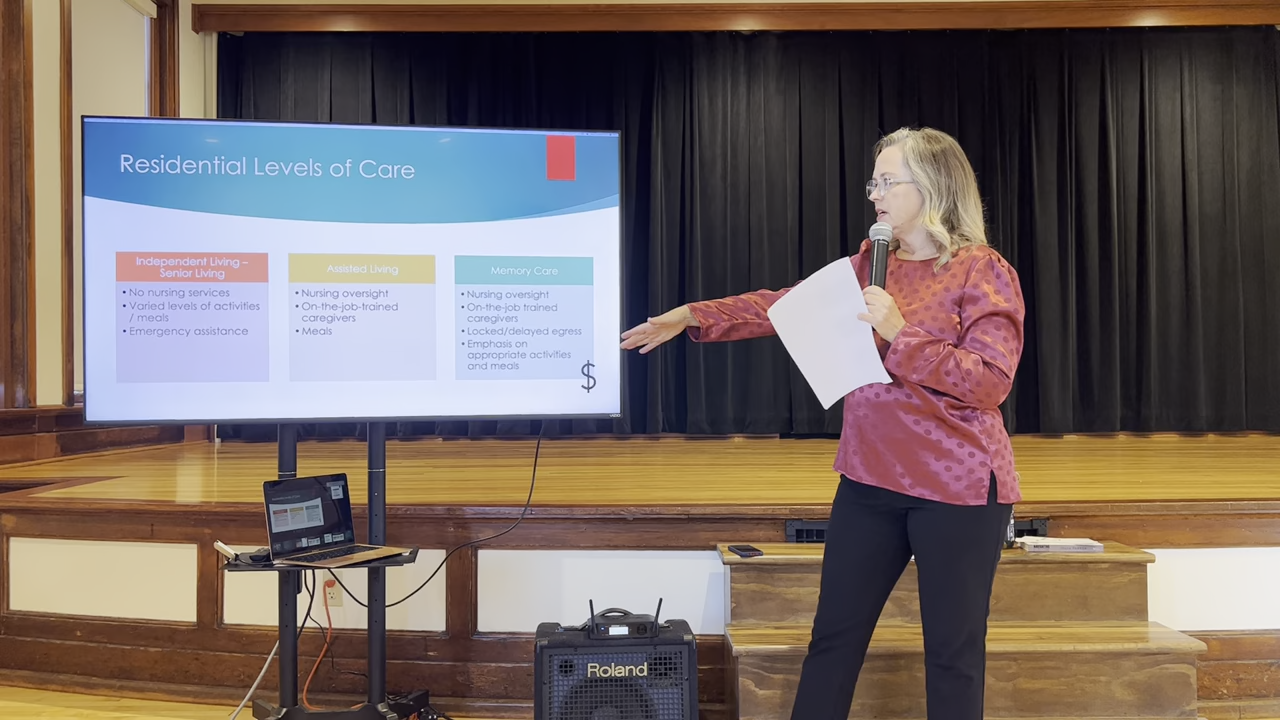 Residential Levels of Care
Independent Living –
Senior Living
• No nursing services
• Varied levels of activities
/ meals
• Emergency assistance
Assisted Living
• Nursing oversight
• On-the-job-trained
caregivers
• Meals
Memory Care
• Nursing oversight
• On-the-job trained
caregivers
• Locked/delayed egress
• Emphasis on
appropriate activities
and meals
$
VIZIO
Roland